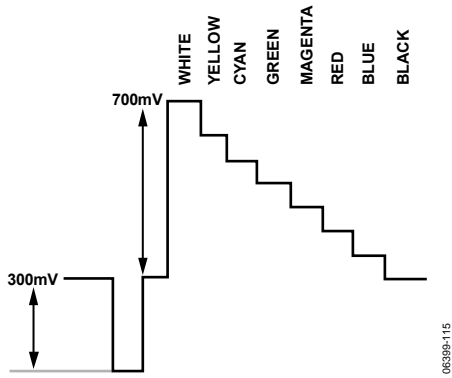 WHITE
YELLOW
CYAN
GREEN
MAGENTA
RED
BLUE
BLACK
700mV
300mV
06399-115